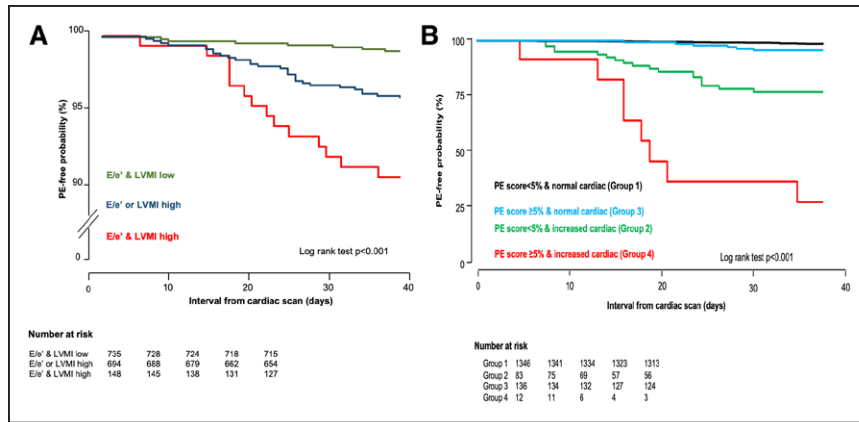 A
100
95
90
0
PE-free probability (%)
E/e' & LVMI low
E/e' or LVMI high
E/e' & LVMI high
Log rank test p<0.001
0 10 20 30 40
Interval from cardiac scan (days)
Number at risk
E/e' & LVMI low 735 728 724 718 715
E/e' or LVMI high 694 688 679 662 654
E/e' & LVMI high 148 145 138 131 127
B
100
75
50
25
0
PE-free probability (%)
PE score<5% & normal cardiac (Group 1)
PE score ≥5% & normal cardiac (Group 3)
PE score<5% & increased cardiac (Group 2)
PE score ≥5% & increased cardiac (Group 4)
Log rank test p<0.001
0 10 20 30 40
Interval from cardiac scan (days)
Number at risk
Group 1 1346 1341 1334 1323 1313
Group 2 83 75 69 57 56
Group 3 136 134 132 127 124
Group 4 12 11 6 4 3